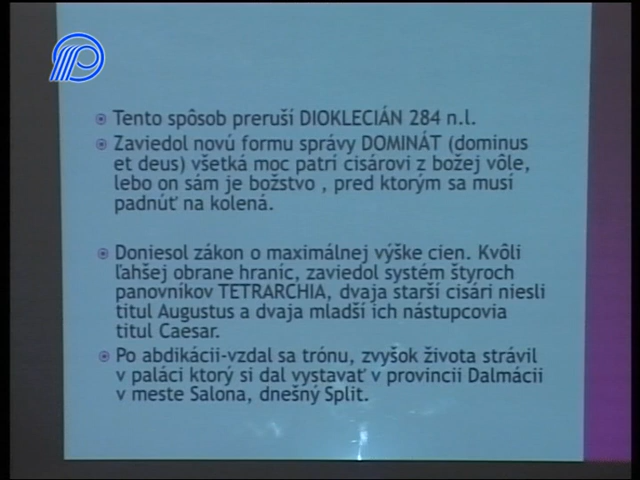 Tento spôsob preruší DIOKLECIÁN 284 n.l.
Zaviedol novú formu správy DOMINÁT (dominus
et deus) všetká moc patrí cisárovi z božej vôle,
lebo on sám je božstvo , pred ktorým sa musí
padnúť na kolená.
Doniesol zákon o maximálnej výške cien. Kvôli
ľahšej obrane hraníc, zaviedol systém štyroch
panovníkov TETRARCHIA, dvaja starší cisári niesli
titul Augustus a dvaja mladší ich nástupcovia
titul Caesar.
Po abdikácii-vzdal sa trónu, zvyšok života strávil
v paláci ktorý si dal vystavať v provincii Dalmácii
v meste Salona, dnešný Split.